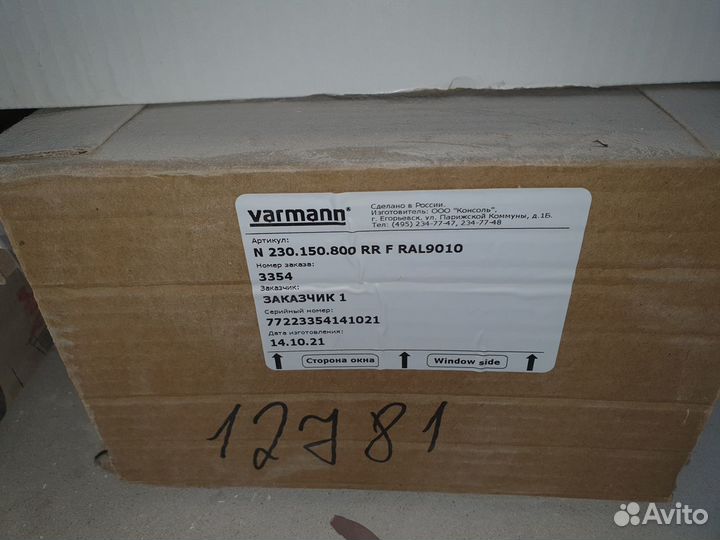 varmann®
Сделано в России.
Изготовитель: ООО "Консоль".
г. Егорьевск, ул. Парижской Коммуны, д.1Б.
Тел: (495) 234-77-47, 234-77-48
Артикул:
N 230.150.800 RR F RAL9010
Номер заказа:
3354
Заказчик:
ЗАКАЗЧИК 1
Серийный номер:
77223354141021
Дата изготовления:
14.10.21
Сторона окна
Window side
12781
Avito